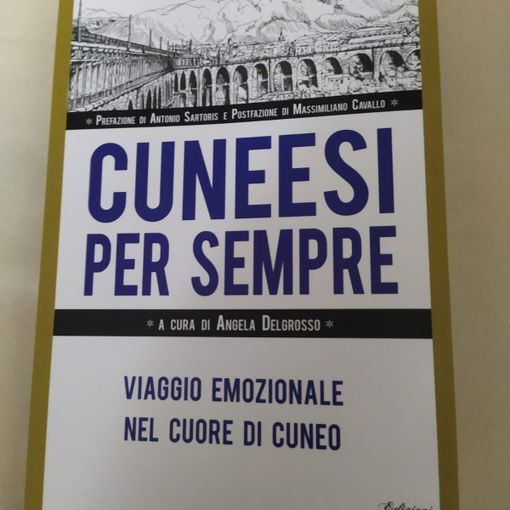 * Prefazione di Antonio Sartoris e Postfazione di Massimiliano Cavallo *
CUNEESI
PER SEMPRE
* a cura di Angela Delgrosso *
VIAGGIO EMOZIONALE
NEL CUORE DI CUNEO
Edizioni